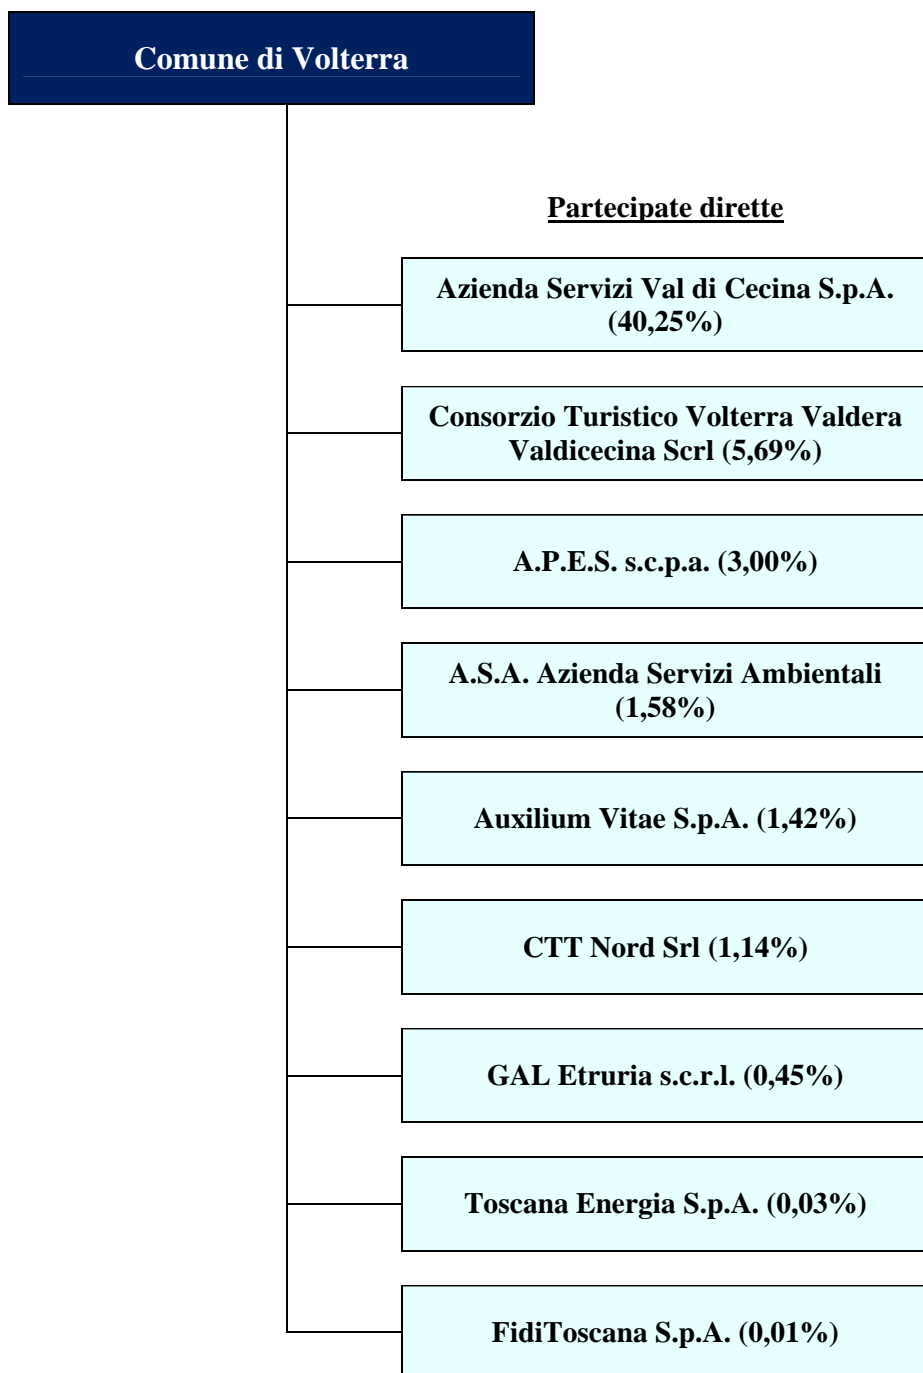 Comune di Volterra
Partecipate dirette
Azienda Servizi Val di Cecina S.p.A.
(40,25%)
Consorzio Turistico Volterra Valdera
Valdicecina Scrl (5,69%)
A.P.E.S. s.c.p.a. (3,00%)
A.S.A. Azienda Servizi Ambientali
(1,58%)
Auxilium Vitae S.p.A. (1,42%)
CTT Nord Srl (1,14%)
GAL Etruria s.c.r.l. (0,45%)
Toscana Energia S.p.A. (0,03%)
FidiToscana S.p.A. (0,01%)